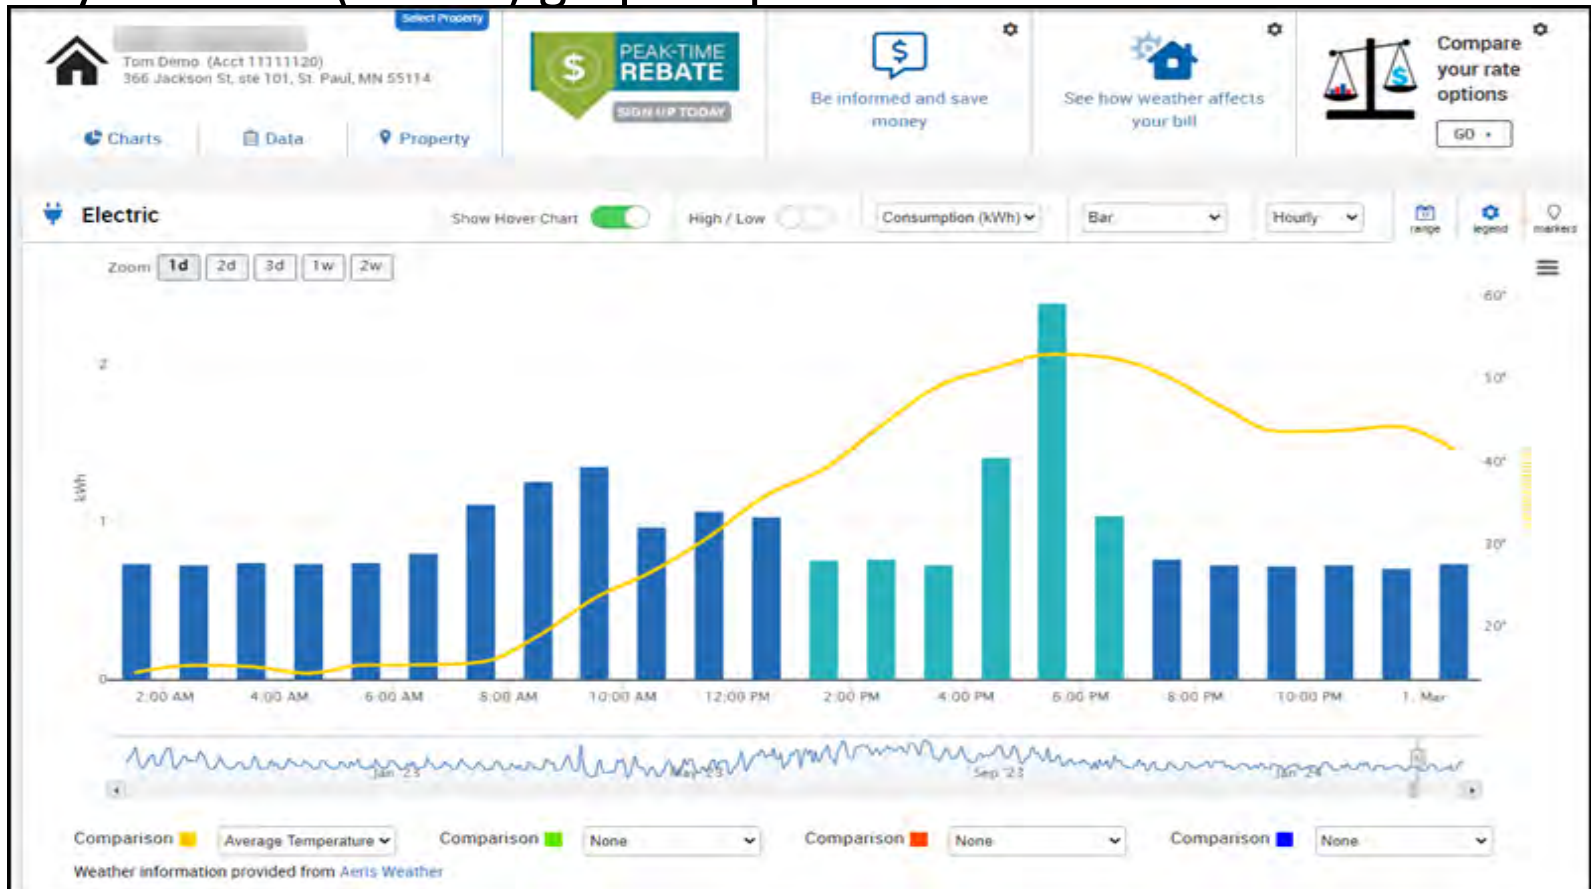 Select Property
Tom Demo (Acct 11111120)
366 Jackson St, ste 101, St. Paul, MN 55114
Charts
Data
Property
$
PEAK-TIME
REBATE
SIGN UP TODAY
$
Be informed and save
money
See how weather affects
your bill
$
Compare
your rate
options
GO
Electric
Show Hover Chart
High / Low
Consumption (kWh)
Bar
Hourly
range
legend
markers
Zoom 1d 2d 3d 1w 2w
60°
50°
40°
30°
20°
2
1
0
kWh
2:00 AM 4:00 AM 6:00 AM 8:00 AM 10:00 AM 12:00 PM 2:00 PM 4:00 PM 6:00 PM 8:00 PM 10:00 PM 1. Mar
Jan '23 May '23 Sep '23 Jan '24
Comparison Average Temperature Comparison None Comparison None Comparison None
Weather information provided from Aeris Weather